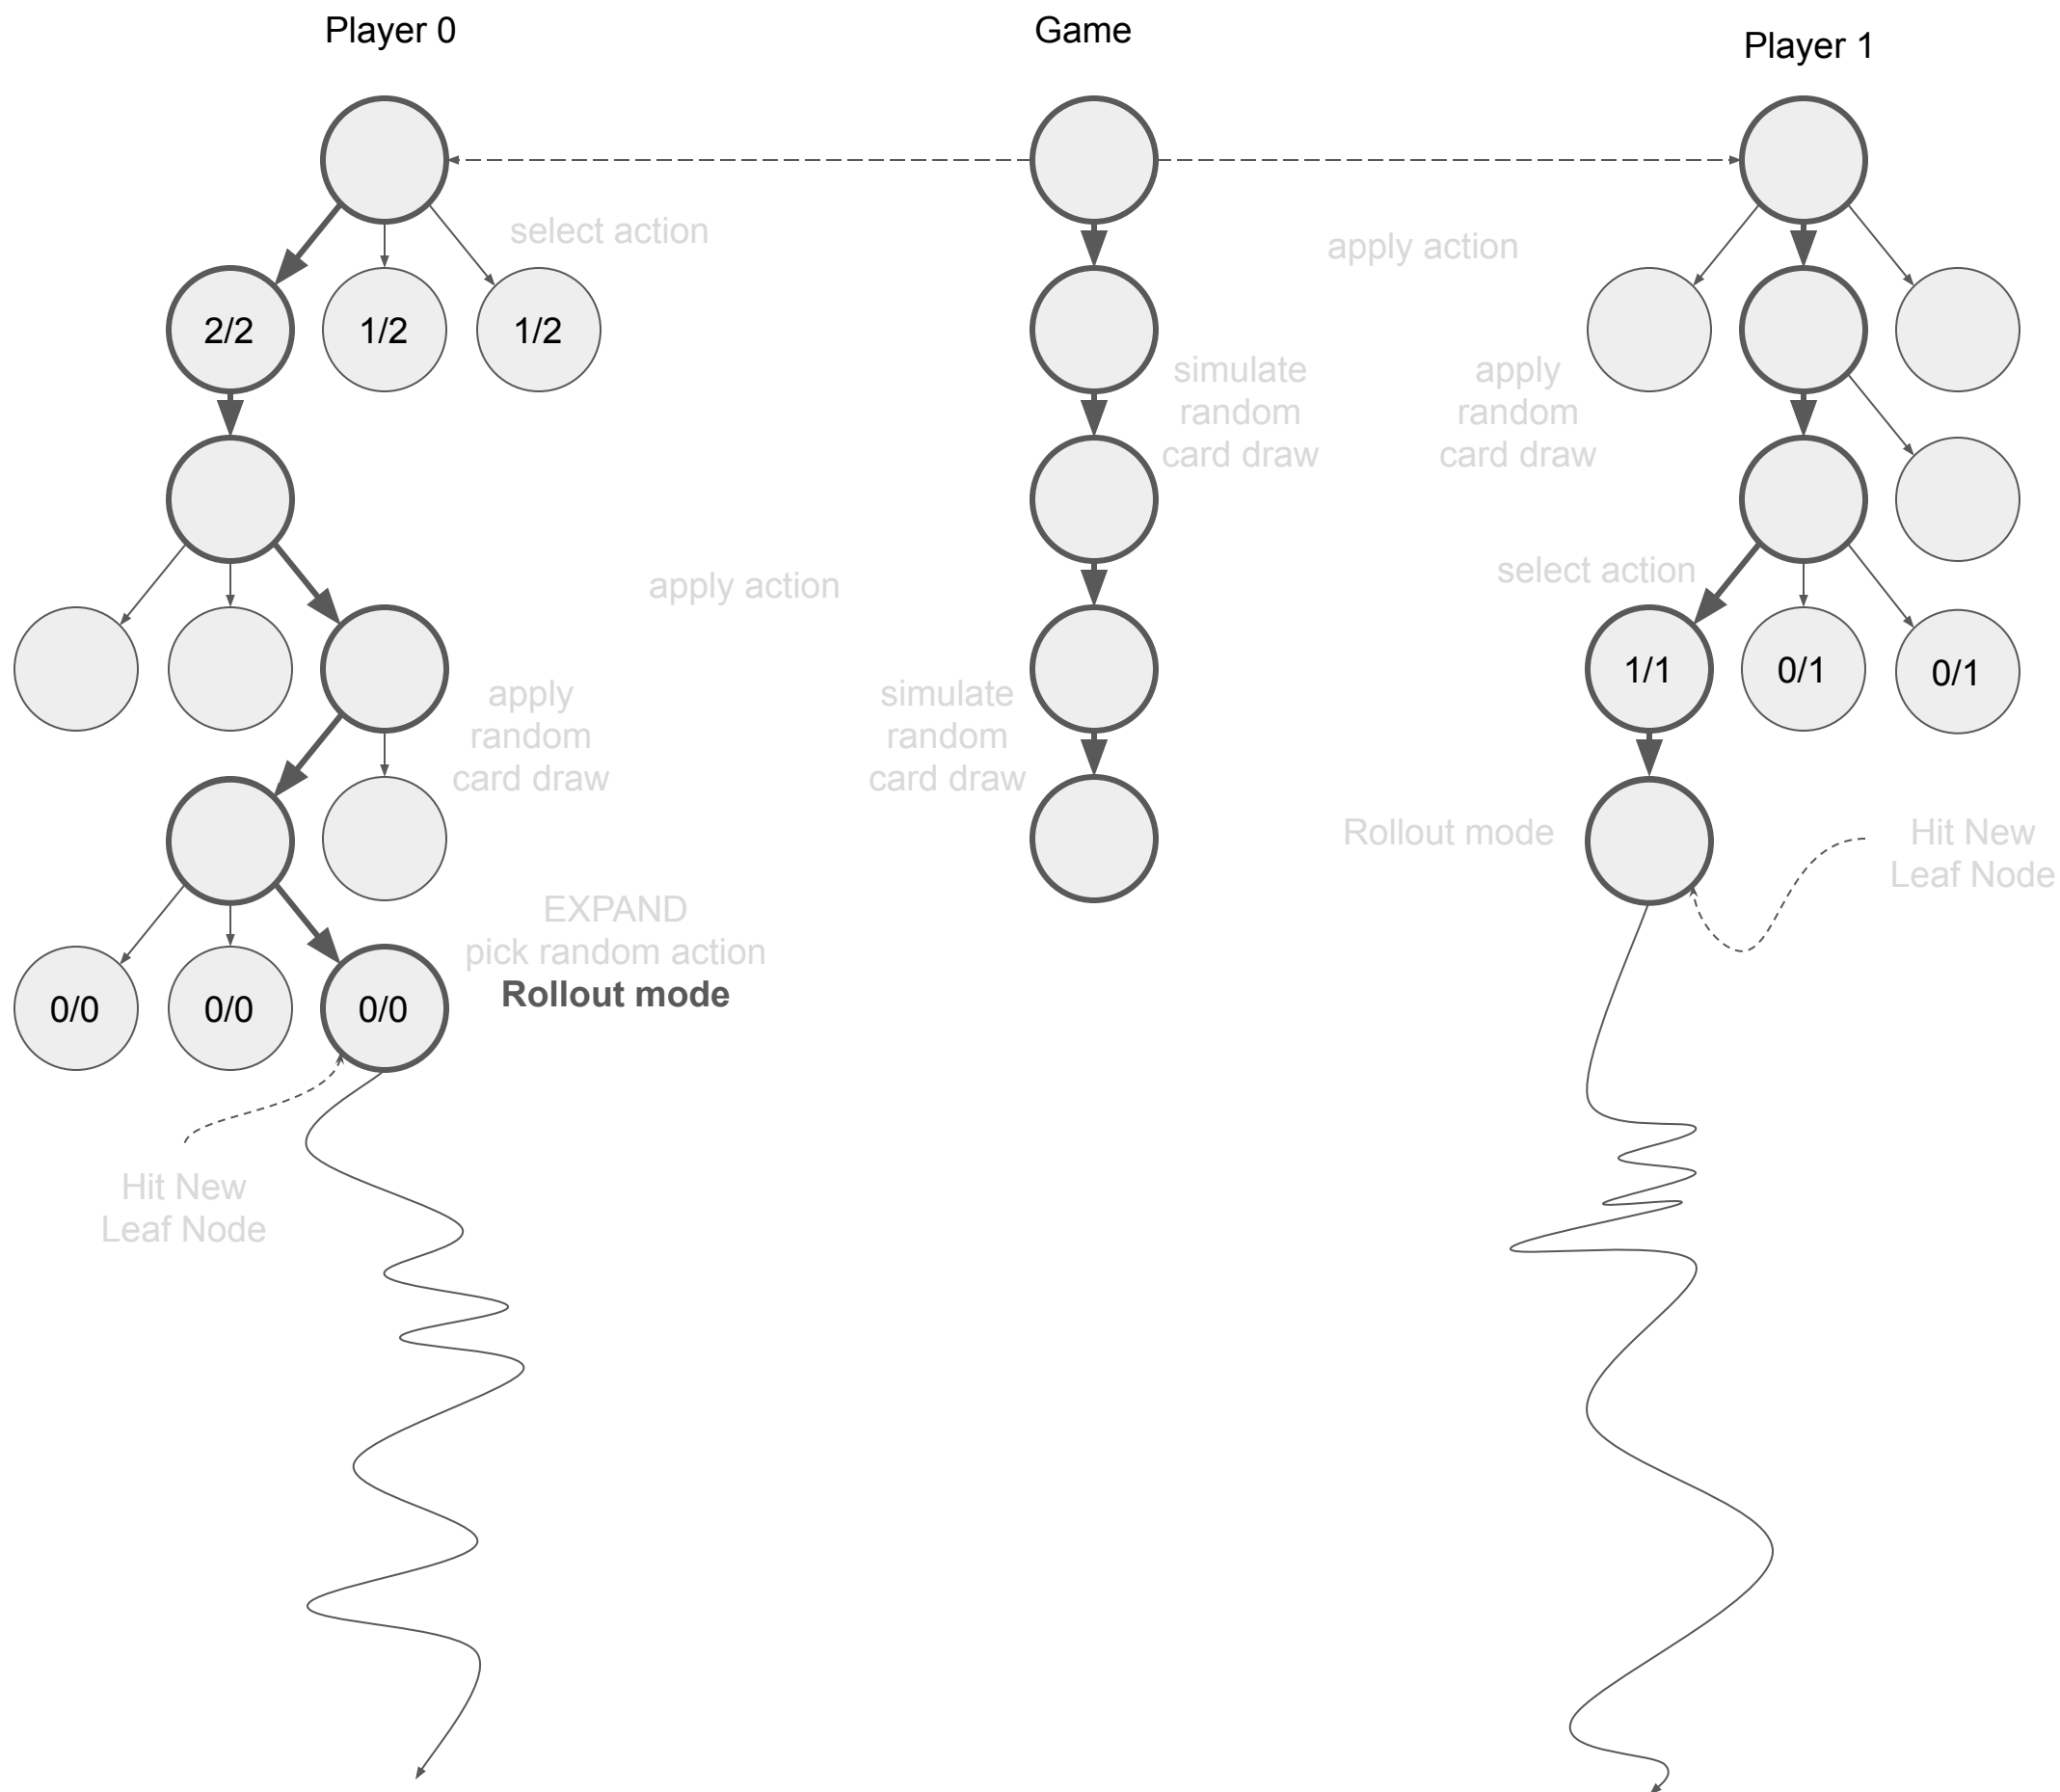 Player 0
Game
Player 1
select action
apply action
2/2
1/2
1/2
simulate
random
card draw
apply
random
card draw
apply action
select action
1/1
0/1
0/1
apply
random
card draw
simulate
random
card draw
Rollout mode
Hit New
Leaf Node
EXPAND
pick random action
Rollout mode
0/0
0/0
0/0
Hit New
Leaf Node